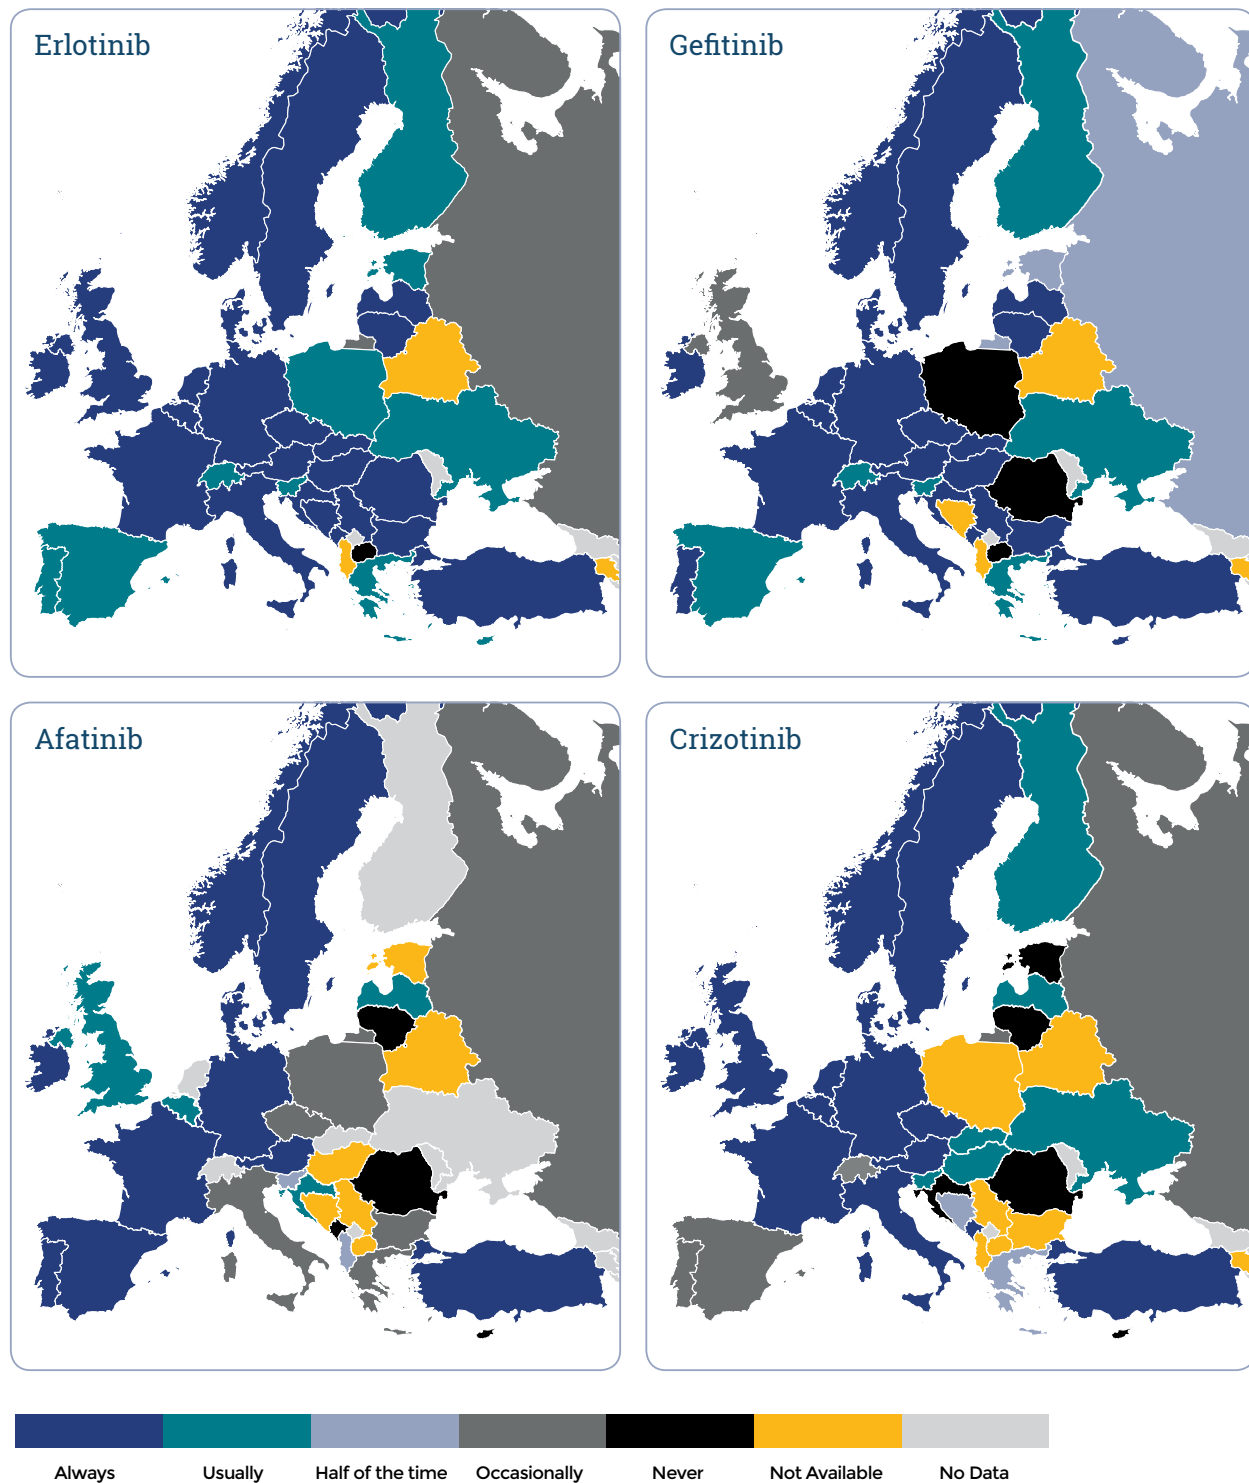 Erlotinib
Gefitinib
Afatinib
Crizotinib
Always Usually Half of the time Occasionally Never Not Available No Data